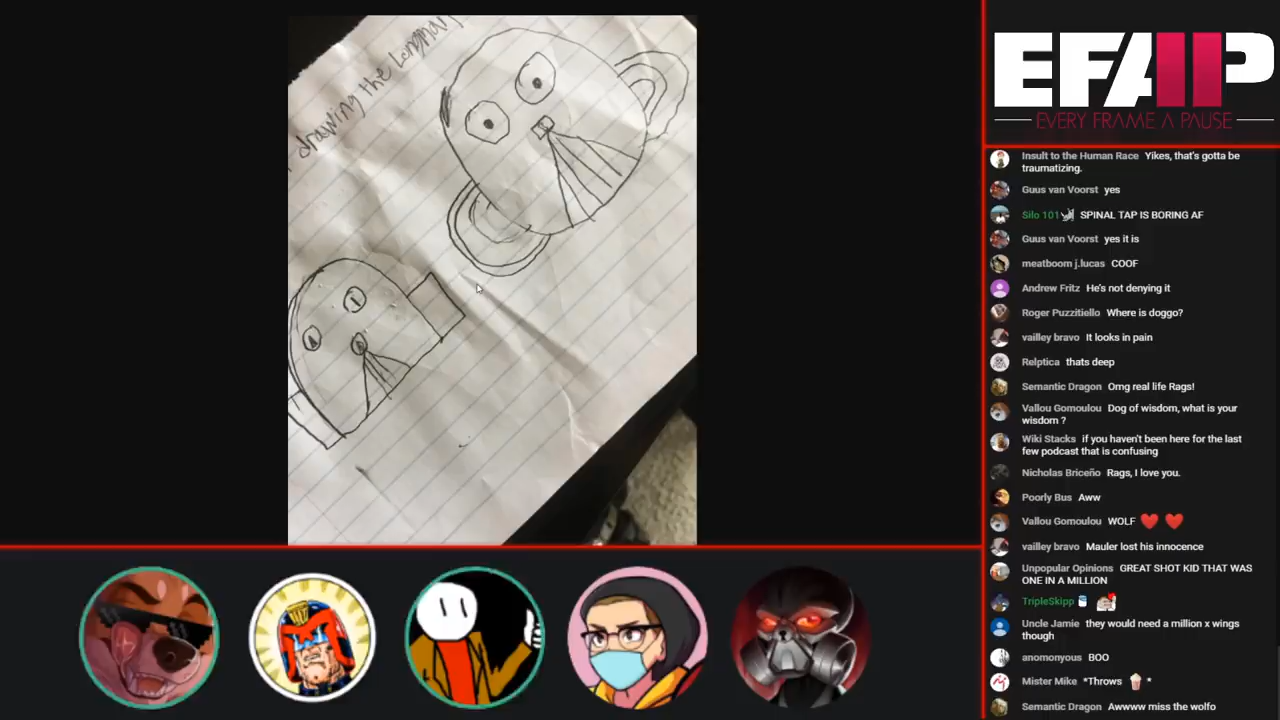 drawing the Longman
EFAP
EVERY FRAME A PAUSE
Insult to the Human Race Yikes, that's gotta be
traumatizing.
Guus van Voorst yes
Silo 101 SPINAL TAP IS BORING AF
Guus van Voorst yes it is
meatboom j.lucas COOF
Andrew Fritz He's not denying it
Roger Puzzitiello Where is doggo?
vailley bravo It looks in pain
Relptica thats deep
Semantic Dragon Omg real life Rags!
Vallou Gomoulou Dog of wisdom, what is your
wisdom ?
Wiki Stacks if you haven't been here for the last
few podcast that is confusing
Nicholas Briceño Rags, I love you.
Poorly Bus Aww
Vallou Gomoulou WOLF ❤️ ❤️
vailley bravo Mauler lost his innocence
Unpopular Opinions GREAT SHOT KID THAT WAS
ONE IN A MILLION
TripleSkipp
Uncle Jamie they would need a million x wings
though
anomonyous BOO
Mister Mike *Throws 🍿 *
Semantic Dragon Awwww miss the wolfo